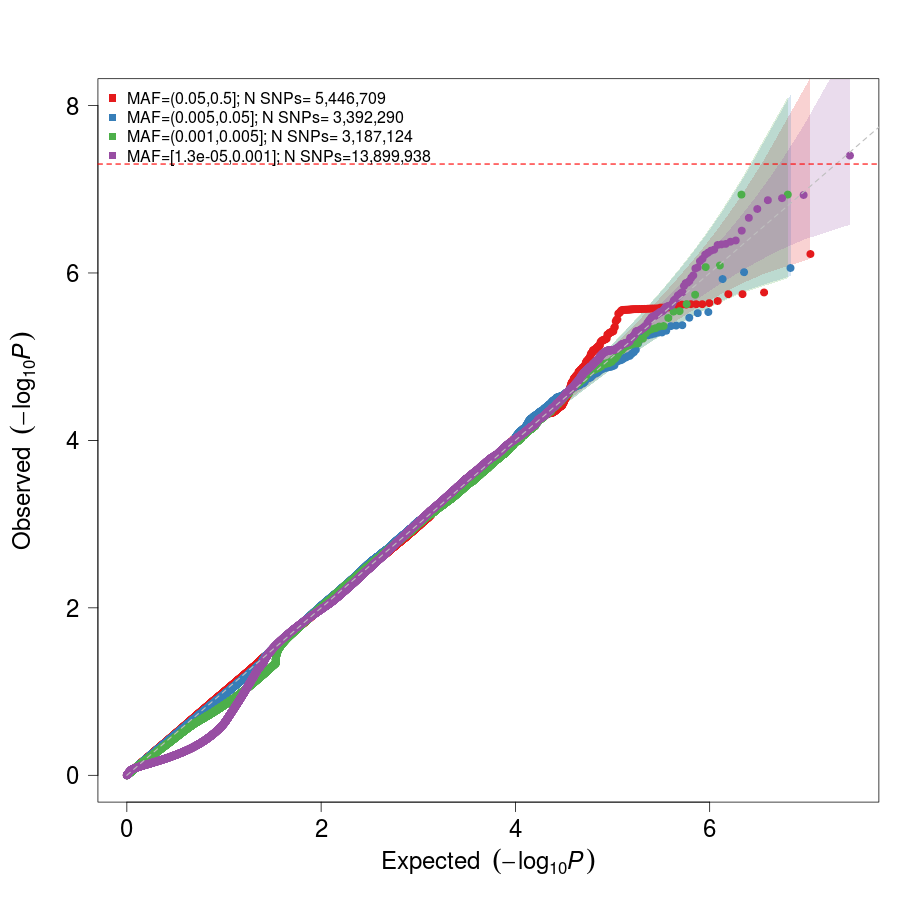 MAF=(0.05,0.5]; N SNPs= 5,446,709
MAF=(0.005,0.05]; N SNPs= 3,392,290
MAF=(0.001,0.005]; N SNPs= 3,187,124
MAF=[1.3e-05,0.001]; N SNPs=13,899,938
8
6
4
2
0
Observed (−log10P)
0 2 4 6
Expected (−log10P)